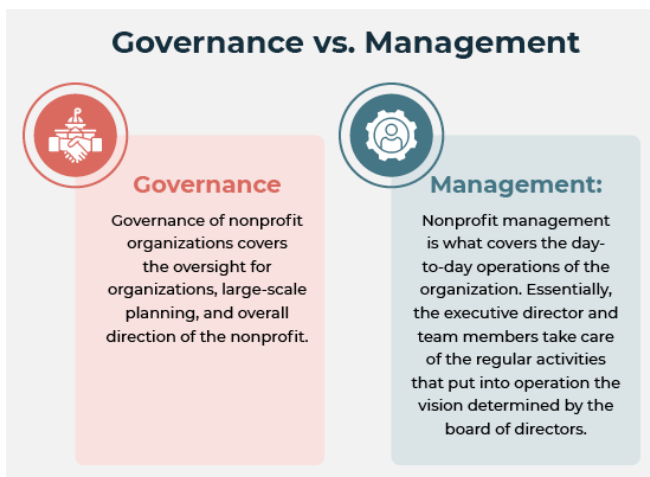 Governance vs. Management
Governance
Governance of nonprofit
organizations covers
the oversight for
organizations, large-scale
planning, and overall
direction of the nonprofit.
Management:
Nonprofit management
is what covers the day-
to-day operations of the
organization. Essentially,
the executive director and
team members take care
of the regular activities
that put into operation the
vision determined by the
board of directors.